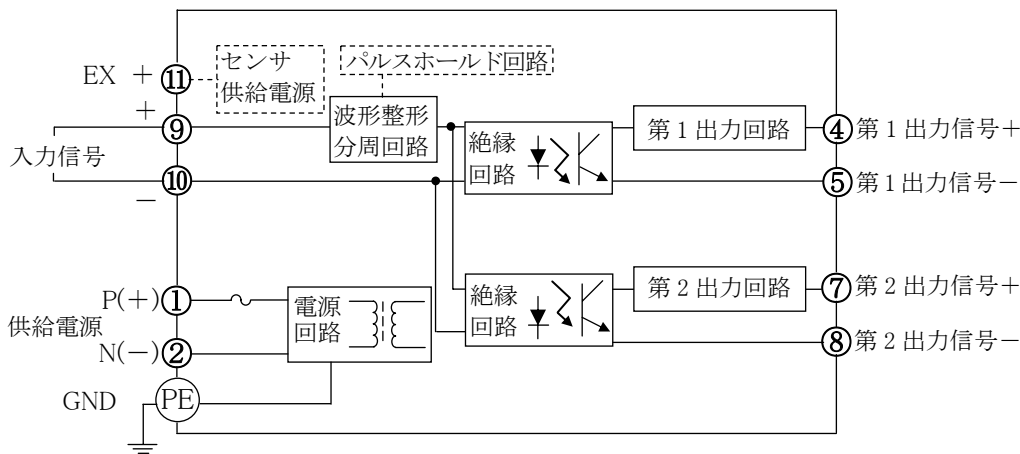 センサ
供給電源
パルスホールド回路
EX +
⑪
+
⑨
波形整形
分周回路
入力信号
⑩
-
絶縁
回路
第1出力回路
④
第1出力信号+
⑤
第1出力信号-
P(+)
①
供給電源
N(-)
②
電源
回路
絶縁
回路
第2出力回路
⑦
第2出力信号+
⑧
第2出力信号-
GND
PE